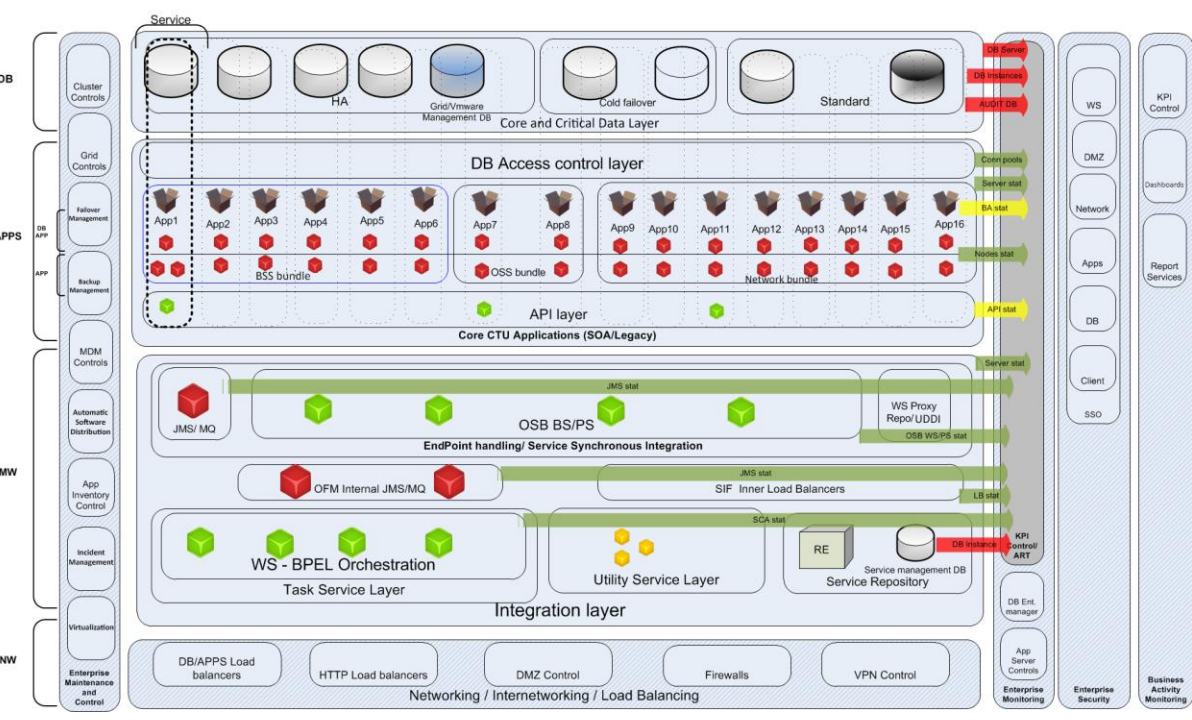 Service
DB
APPS
MW
NW
DB
APP
APP
Cluster
Controls
Grid
Controls
Failover
Management
Backup
Management
MDM
Controls
Automatic
Software
Distribution
App
Inventory
Control
Incident
Management
Virtualization
Enterprise
Maintenance
and
Control
HA
Grid/Vmware
Management DB
Cold failover
Standard
Core and Critical Data Layer
DB Access control layer
App1
App2
App3
App4
App5
App6
App7
App8
App9
App10
App11
App12
App13
App14
App15
App16
BSS bundle
OSS bundle
Network bundle
API layer
Core CTU Applications (SOA/Legacy)
JMS/ MQ
OSB BS/PS
WS Proxy
Repo/UDDI
EndPoint handling/ Service Synchronous Integration
OFM Internal JMS/MQ
SIF Inner Load Balancers
WS - BPEL Orchestration
Task Service Layer
Utility Service Layer
RE
Service management DB
Service Repository
Integration layer
DB/APPS Load
balancers
HTTP Load balancers
DMZ Control
Firewalls
VPN Control
Networking / Internetworking / Load Balancing
DB Server
DB Instances
AUDIT DB
Conn pools
Server stat
BA stat
Nodes stat
API stat
Server stat
JMS stat
OSB WS/PS stat
JMS stat
LB stat
SCA stat
DB Instance
KPI
Control/
ART
DB Ent.
manager
App
Server
Controls
Enterprise
Monitoring
WS
DMZ
Network
Apps
DB
Client
SSO
Enterprise
Security
KPI
Control
Dashboards
Report
Services
Business
Activity
Monitoring